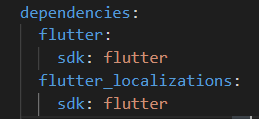 dependencies:
  flutter:
    sdk: flutter
  flutter_localizations:
    sdk: flutter